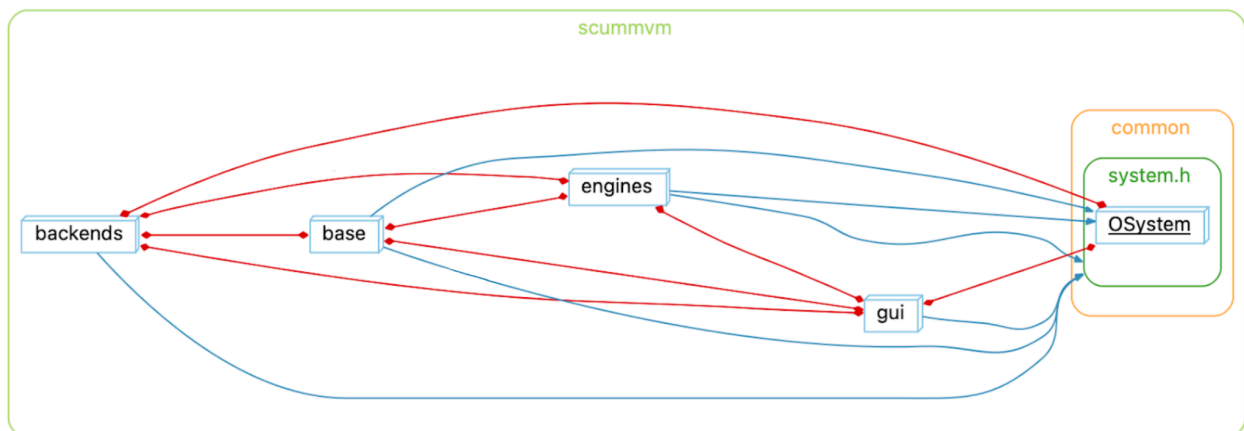 scummvm
common
system.h
engines
OSystem
backends
base
gui